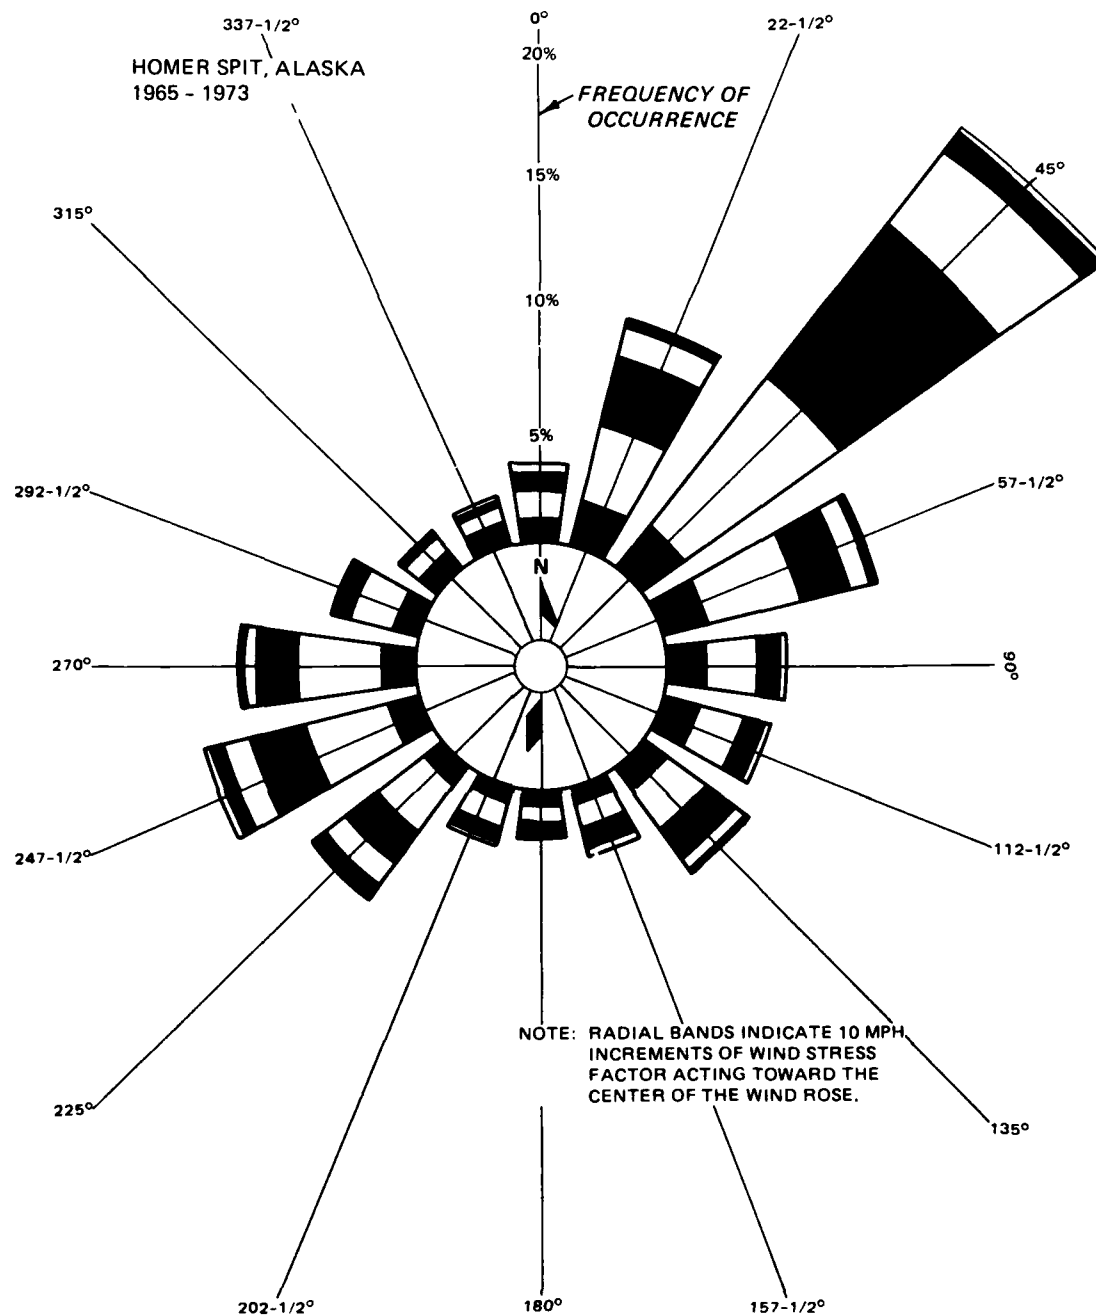 337-1/2°
0°
22-1/2°
HOMER SPIT, ALASKA
1965 - 1973
20%
FREQUENCY OF
OCCURRENCE
15%
45°
315°
10%
5%
292-1/2°
57-1/2°
N
270°
90°
247-1/2°
112-1/2°
NOTE: RADIAL BANDS INDICATE 10 MPH
INCREMENTS OF WIND STRESS
FACTOR ACTING TOWARD THE
CENTER OF THE WIND ROSE.
225°
135°
202-1/2°
180°
157-1/2°